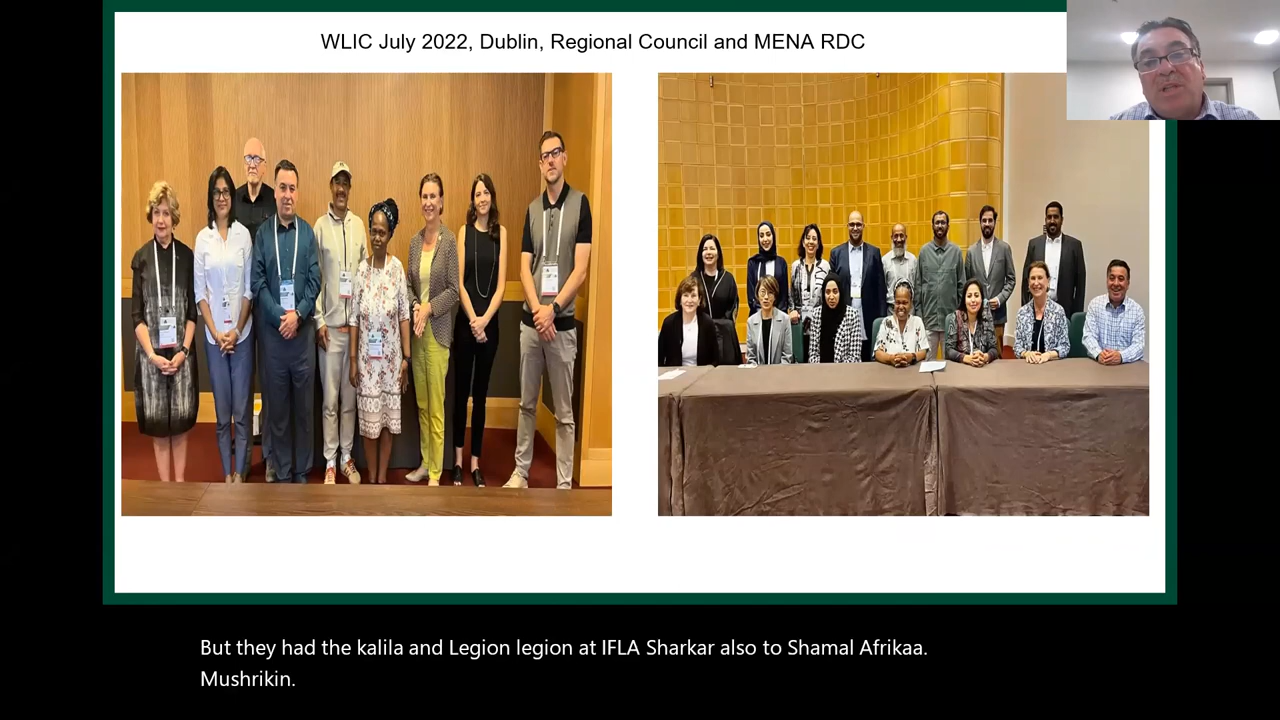 WLIC July 2022, Dublin, Regional Council and MENA RDC
But they had the kalila and Legion legion at IFLA Sharkar also to Shamal Afrikaa.
Mushrikin.